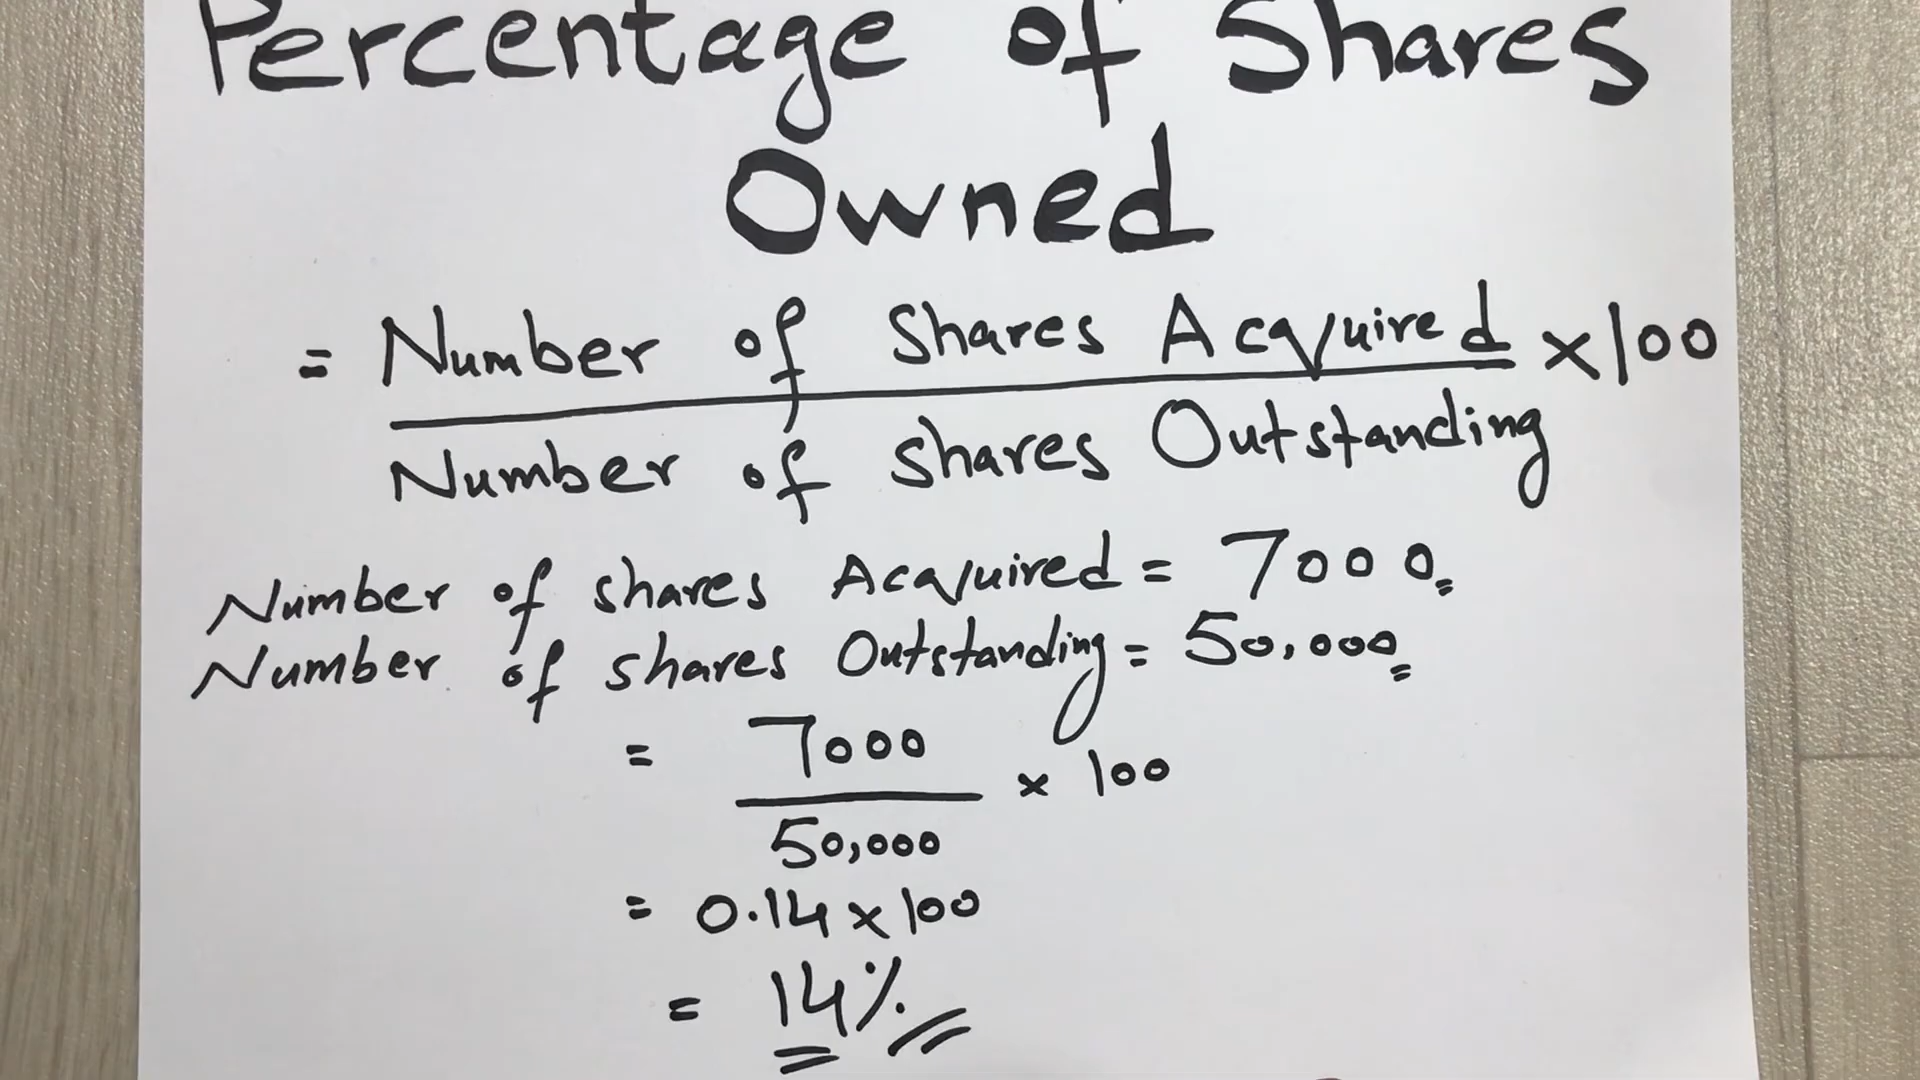 Percentage of Shares
Owned
= Number of Shares Acquired × 100
Number of Shares Outstanding
Number of shares Acquired = 7000
Number of shares Outstanding = 50,000
= 7000 × 100
50,000
= 0.14 × 100
= 14%